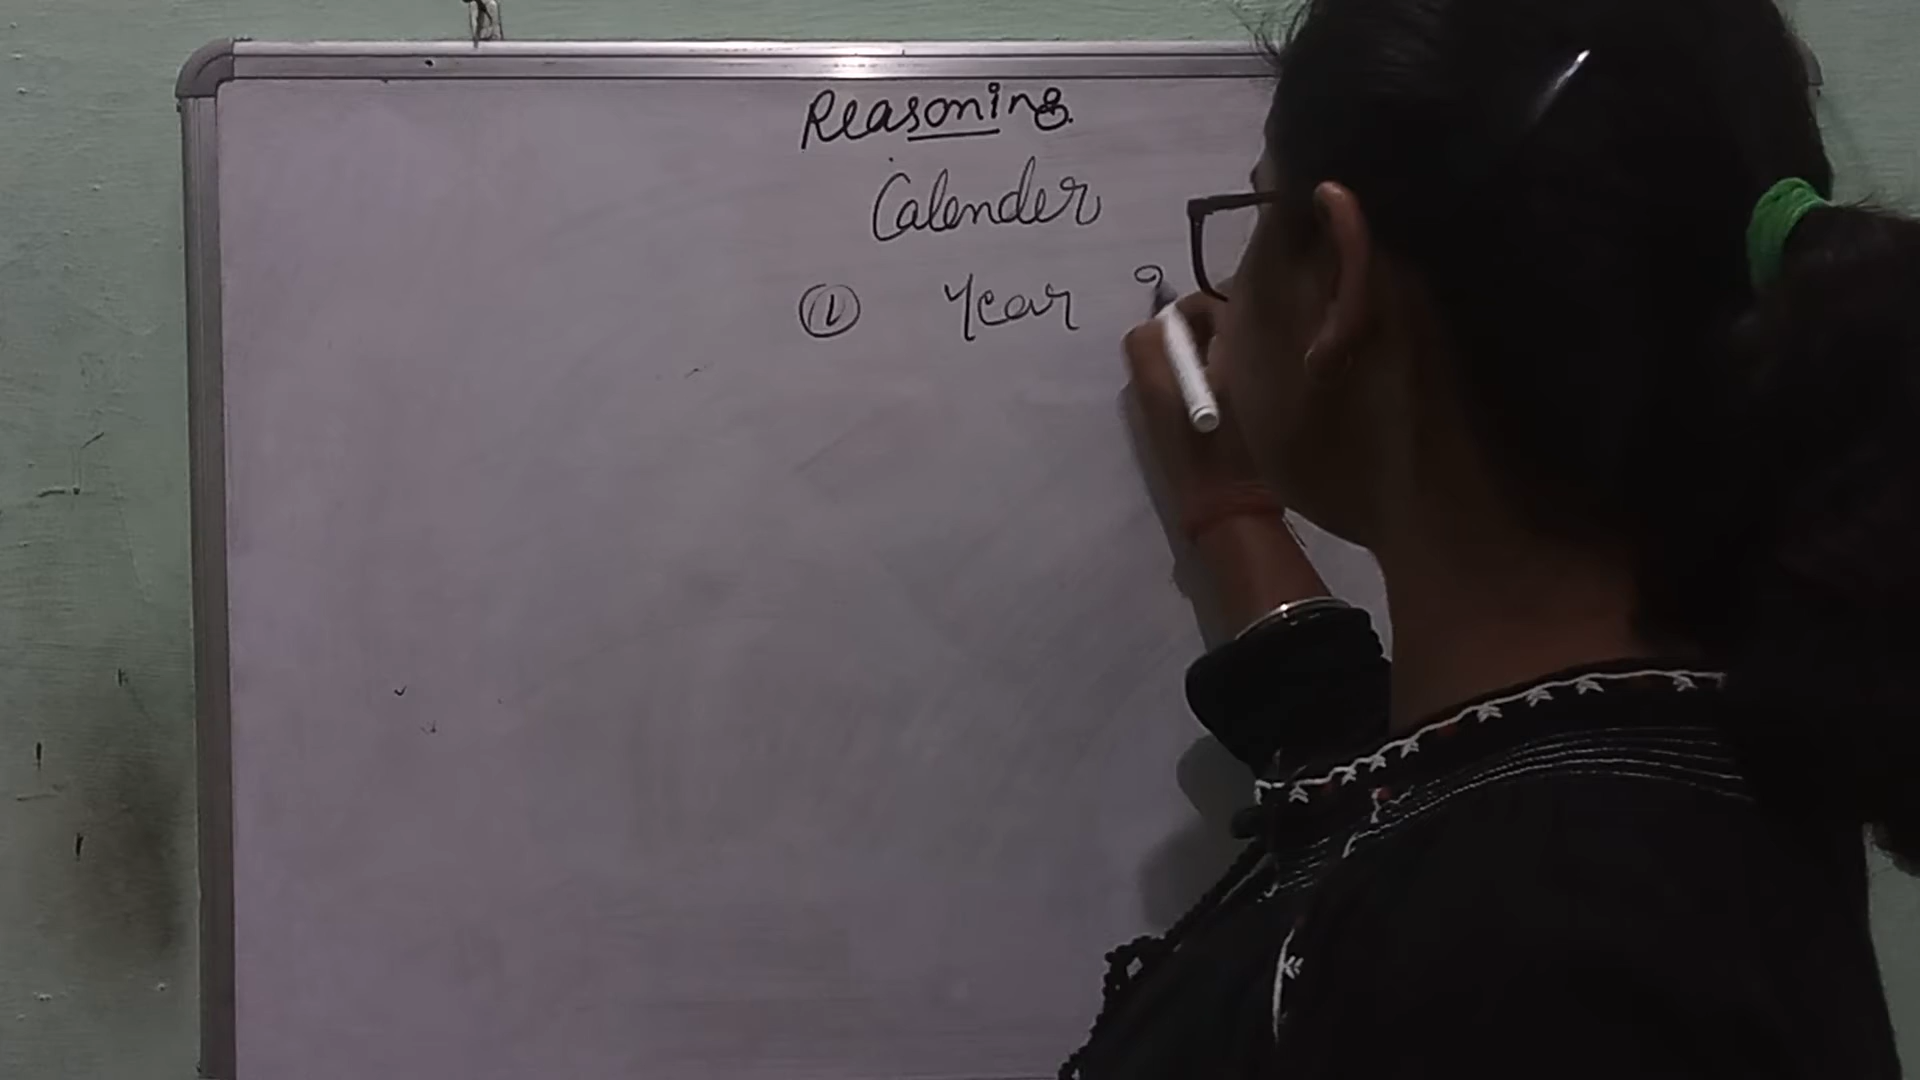 Reasoning.
Calender
① Year